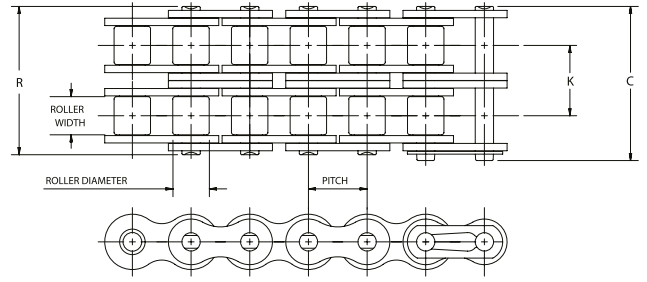 R
ROLLER
WIDTH
K
C
ROLLER DIAMETER
PITCH